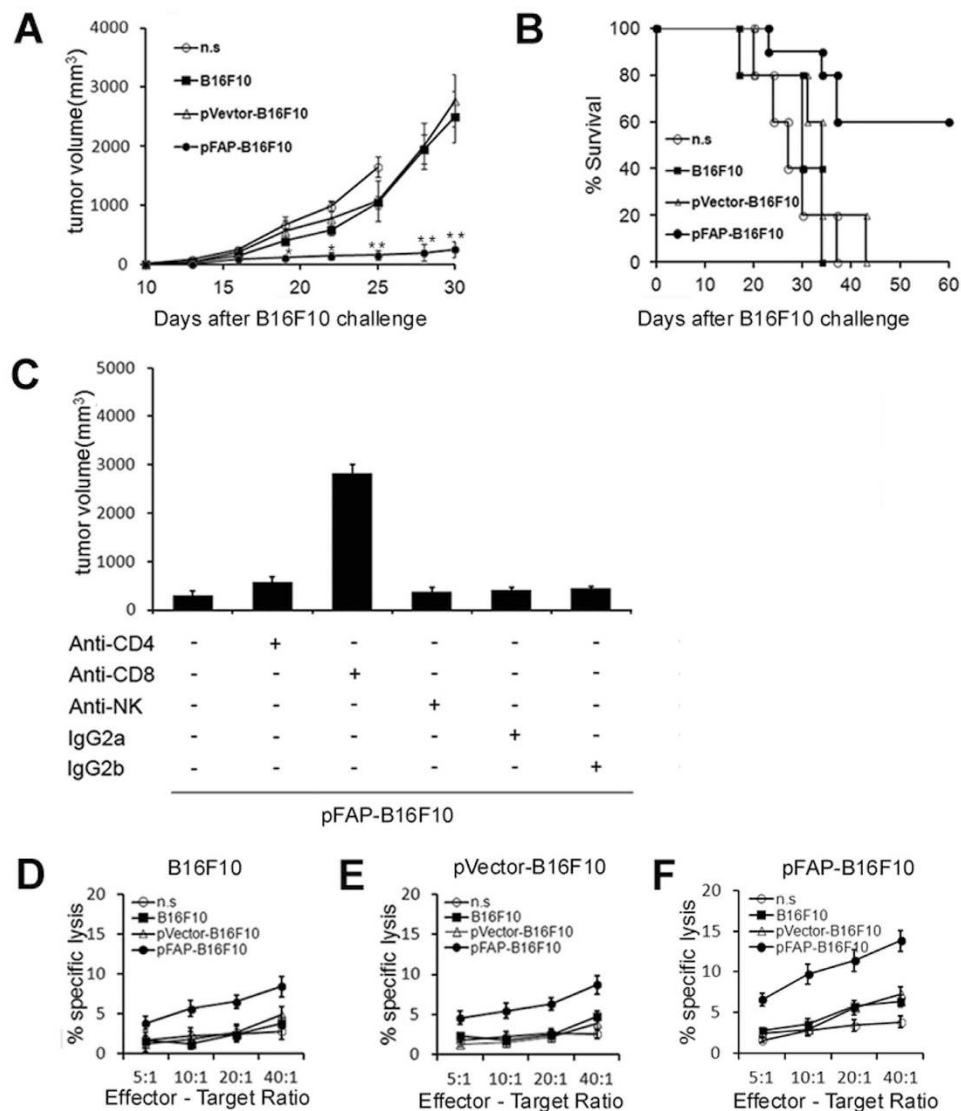 A
tumor volume(mm³)
4000
3000
2000
1000
0
n.s
B16F10
pVevtor-B16F10
pFAP-B16F10
*
*
**
**
**
10 15 20 25 30
Days after B16F10 challenge
B
% Survival
100
80
60
40
20
0
n.s
B16F10
pVector-B16F10
pFAP-B16F10
0 10 20 30 40 50 60
Days after B16F10 challenge
C
tumor volume(mm³)
5000
4000
3000
2000
1000
0
Anti-CD4 - + - - - -
Anti-CD8 - - + - - -
Anti-NK - - - + - -
IgG2a - - - - + -
IgG2b - - - - - +
pFAP-B16F10
D
B16F10
% specific lysis
20
15
10
5
0
n.s
B16F10
pVector-B16F10
pFAP-B16F10
5:1 10:1 20:1 40:1
Effector - Target Ratio
E
pVector-B16F10
% specific lysis
20
15
10
5
0
n.s
B16F10
pVector-B16F10
pFAP-B16F10
5:1 10:1 20:1 40:1
Effector - Target Ratio
F
pFAP-B16F10
% specific lysis
20
15
10
5
0
n.s
B16F10
pVector-B16F10
pFAP-B16F10
5:1 10:1 20:1 40:1
Effector - Target Ratio